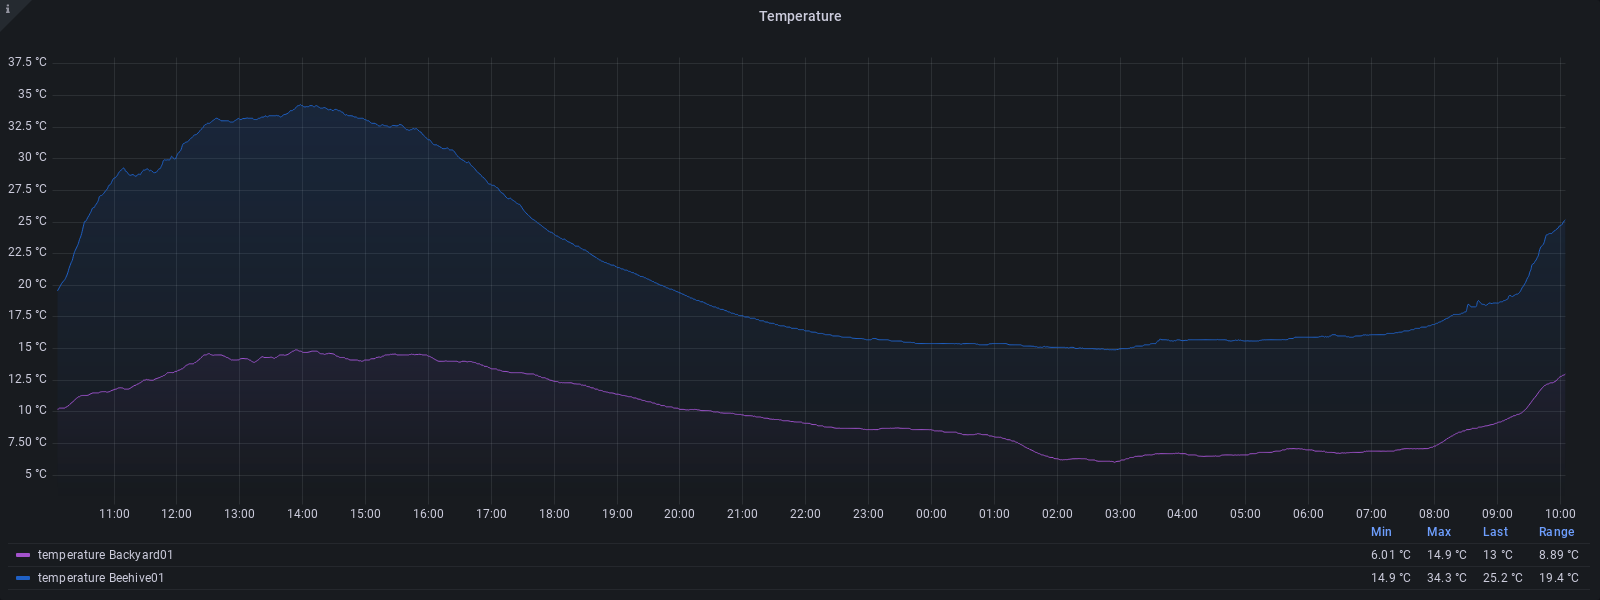 i
Temperature
37.5 °C
35 °C
32.5 °C
30 °C
27.5 °C
25 °C
22.5 °C
20 °C
17.5 °C
15 °C
12.5 °C
10 °C
7.50 °C
5 °C
11:00 12:00 13:00 14:00 15:00 16:00 17:00 18:00 19:00 20:00 21:00 22:00 23:00 00:00 01:00 02:00 03:00 04:00 05:00 06:00 07:00 08:00 09:00 10:00
Min Max Last Range
temperature Backyard01 6.01 °C 14.9 °C 13 °C 8.89 °C
temperature Beehive01 14.9 °C 34.3 °C 25.2 °C 19.4 °C